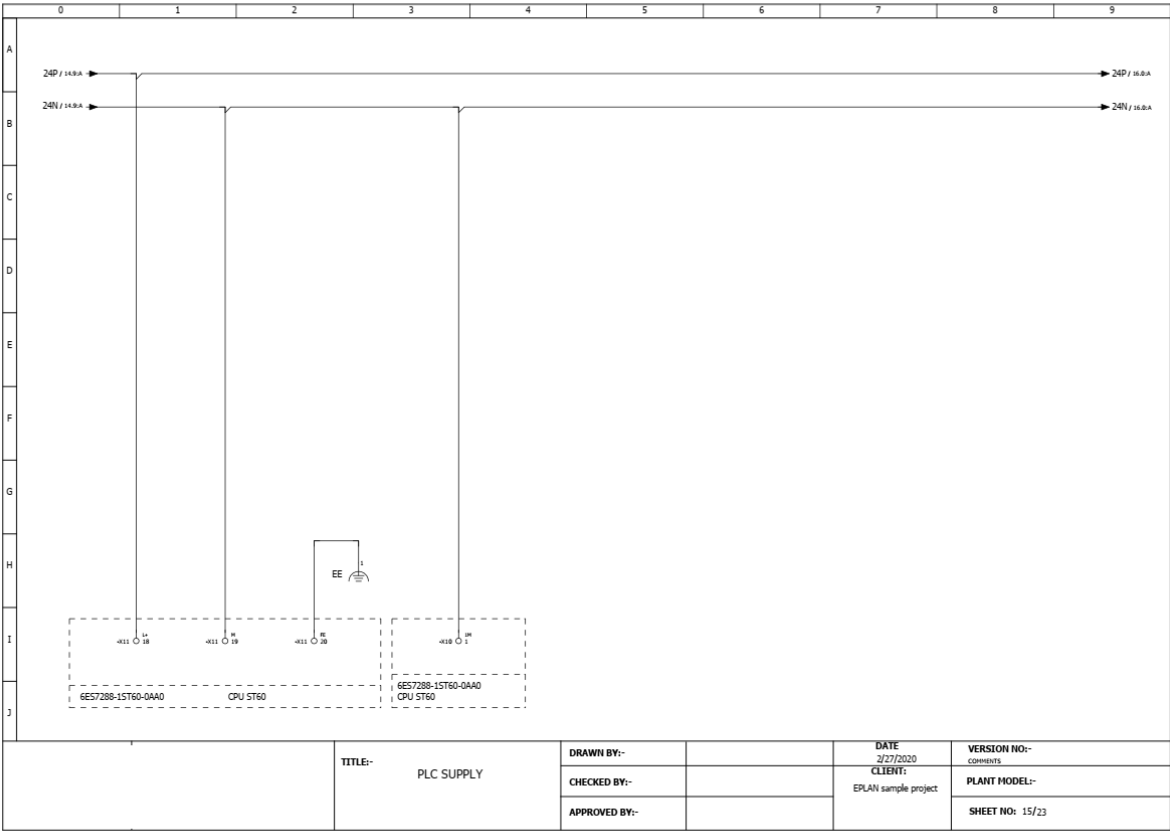 0 1 2 3 4 5 6 7 8 9
A
24P / 14.9:A 24P / 16.0:A
24N / 14.9:A 24N / 16.0:A
B
C
D
E
F
G
H
1
EE
I
L+ M PE 1M
-X11 18 -X11 19 -X11 20 -X10 1
6ES7288-1ST60-0AA0 CPU ST60
6ES7288-1ST60-0AA0
CPU ST60
J
TITLE:-
PLC SUPPLY
DRAWN BY:-
CHECKED BY:-
APPROVED BY:-
DATE
2/27/2020
CLIENT:
EPLAN sample project
VERSION NO:-
COMMENTS
PLANT MODEL:-
SHEET NO: 15/23